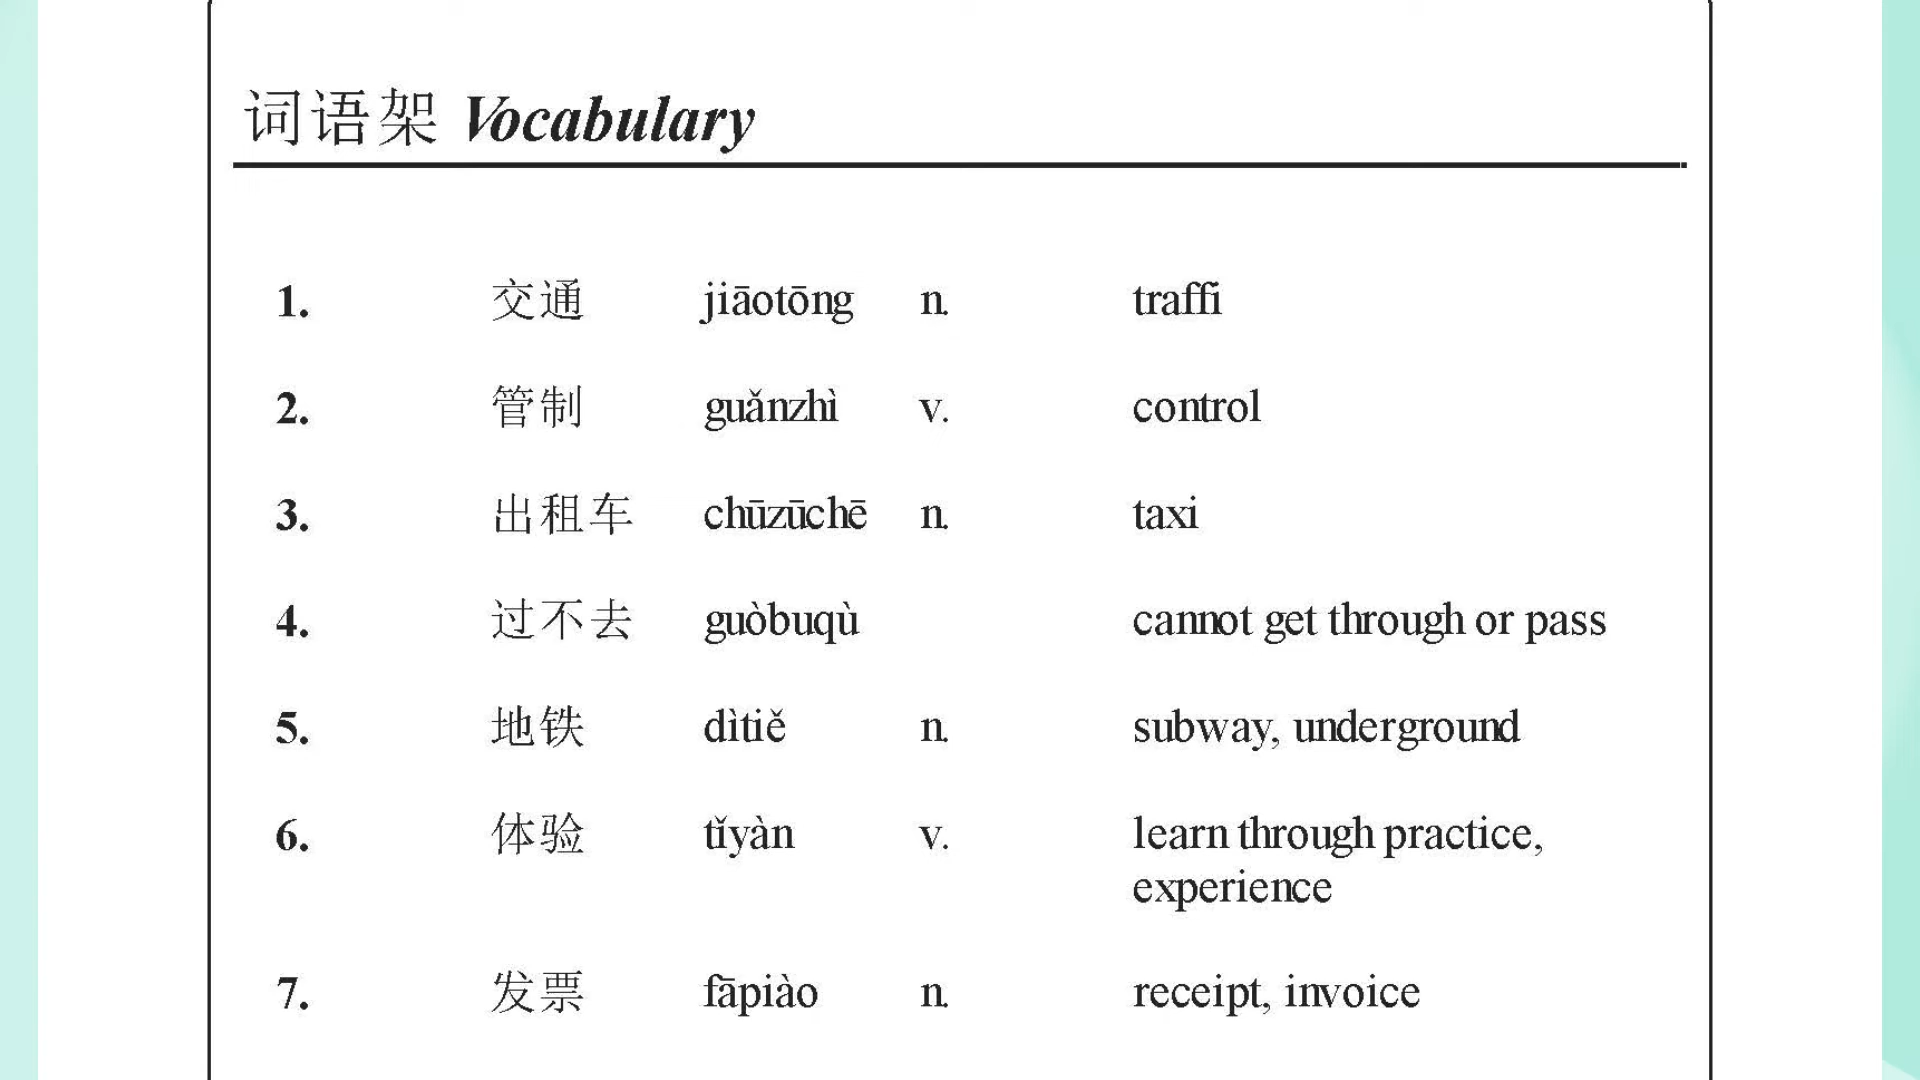 词语架 Vocabulary
1. 交通 jiāotōng n. traffi
2. 管制 guǎnzhì v. control
3. 出租车 chūzūchē n. taxi
4. 过不去 guòbuqù cannot get through or pass
5. 地铁 dìtiě n. subway, underground
6. 体验 tǐyàn v. learn through practice,
experience
7. 发票 fāpiào n. receipt, invoice